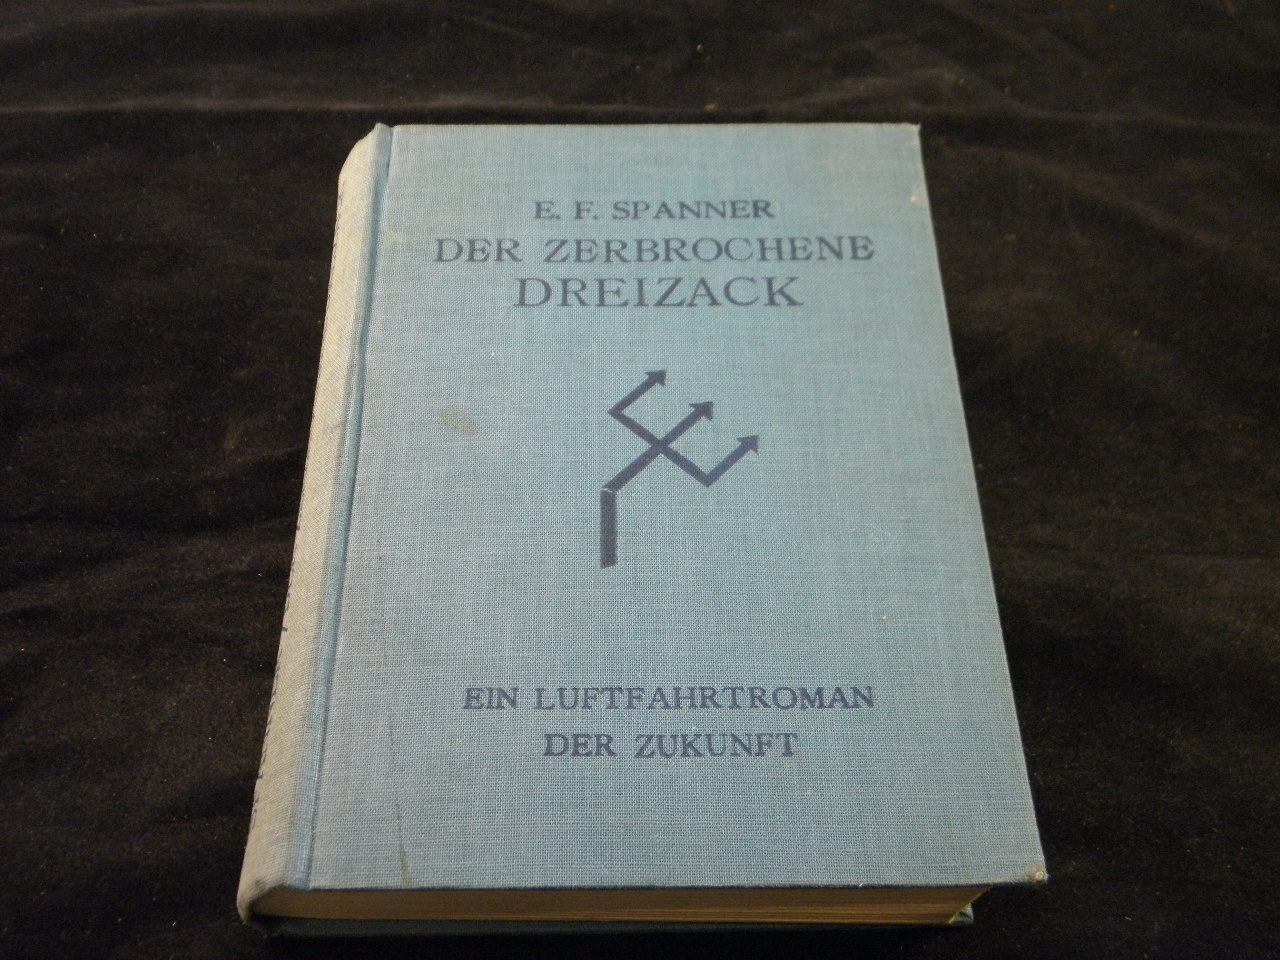 E. F. SPANNER
DER ZERBROCHENE
DREIZACK
EIN LUFTFAHRTROMAN
DER ZUKUNFT